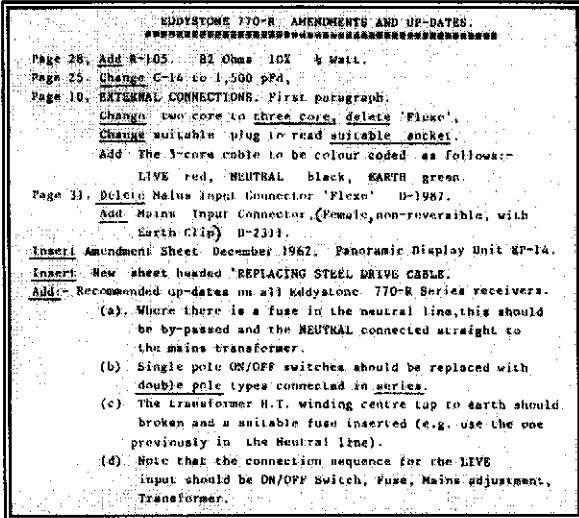 EDDYSTONE 770-R AMENDMENTS AND UP-DATES.
Page 28, Add R-105. 82 Ohms 10% ½ Watt.
Page 25. Change C-14 to 1,500 pFd,
Page 10, EXTERNAL CONNECTIONS. First paragraph.
Change two core to three core, delete 'Flexo',
Change suitable plug to read suitable socket.
Add The 3-core cable to be colour coded as follows:-
LIVE red, NEUTRAL black, EARTH green.
Page 31. Delete Mains Input Connector 'Flexo' D-1987.
Add Mains Input Connector,(Female,non-reversible, with
Earth Clip) D-2311.
Insert Amendment Sheet December 1962. Panoramic Display Unit EP-14.
Insert New sheet headed 'REPLACING STEEL DRIVE CABLE.
Add:- Recommended up-dates on all Eddystone 770-R Series receivers.
(a). Where there is a fuse in the neutral line,this should
be by-passed and the NEUTRAL connected straight to
the mains transformer.
(b) Single pole ON/OFF switches should be replaced with
double pole types connected in series.
(c) The transformer H.T. winding centre tap to earth should
broken and a suitable fuse inserted (e.g. use the one
previously in the Neutral line).
(d) Note that the connection sequence for the LIVE
input should be ON/OFF Switch, Fuse, Mains adjustment,
Transformer.